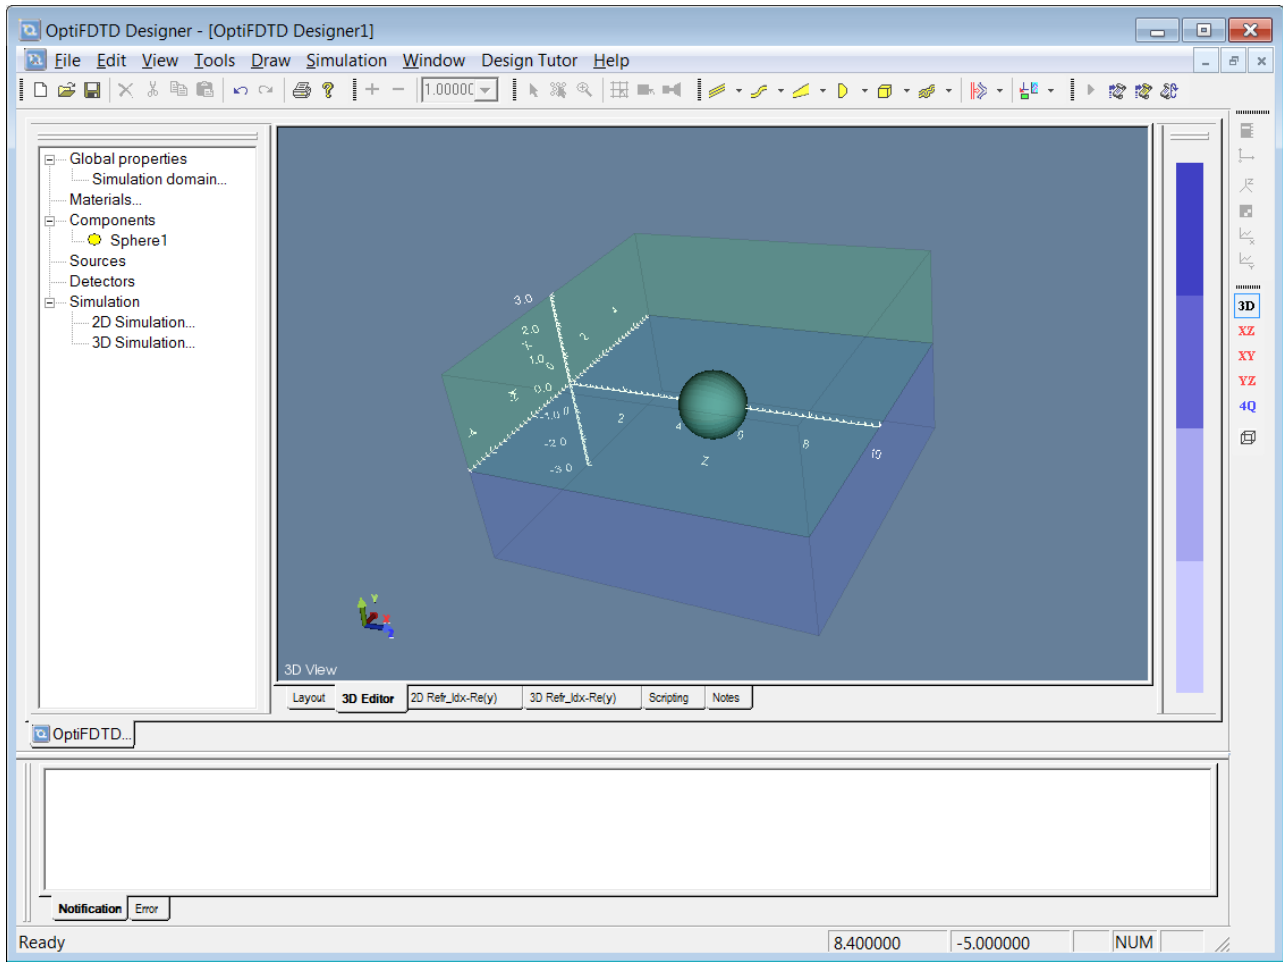 OptiFDTD Designer - [OptiFDTD Designer1]
File Edit View Tools Draw Simulation Window Design Tutor Help
1.00000
Global properties
Simulation domain...
Materials...
Components
Sphere1
Sources
Detectors
Simulation
2D Simulation...
3D Simulation...
3.0
2.0
1.0
0.0
-1.0
-2.0
-3.0
2
4
6
8
10
Z
Y
X
Z
3D View
Layout 3D Editor 2D Refr_Idx-Re(y) 3D Refr_Idx-Re(y) Scripting Notes
3D
XZ
XY
YZ
4Q
OptiFDTD...
Notification Error
Ready 8.400000 -5.000000 NUM